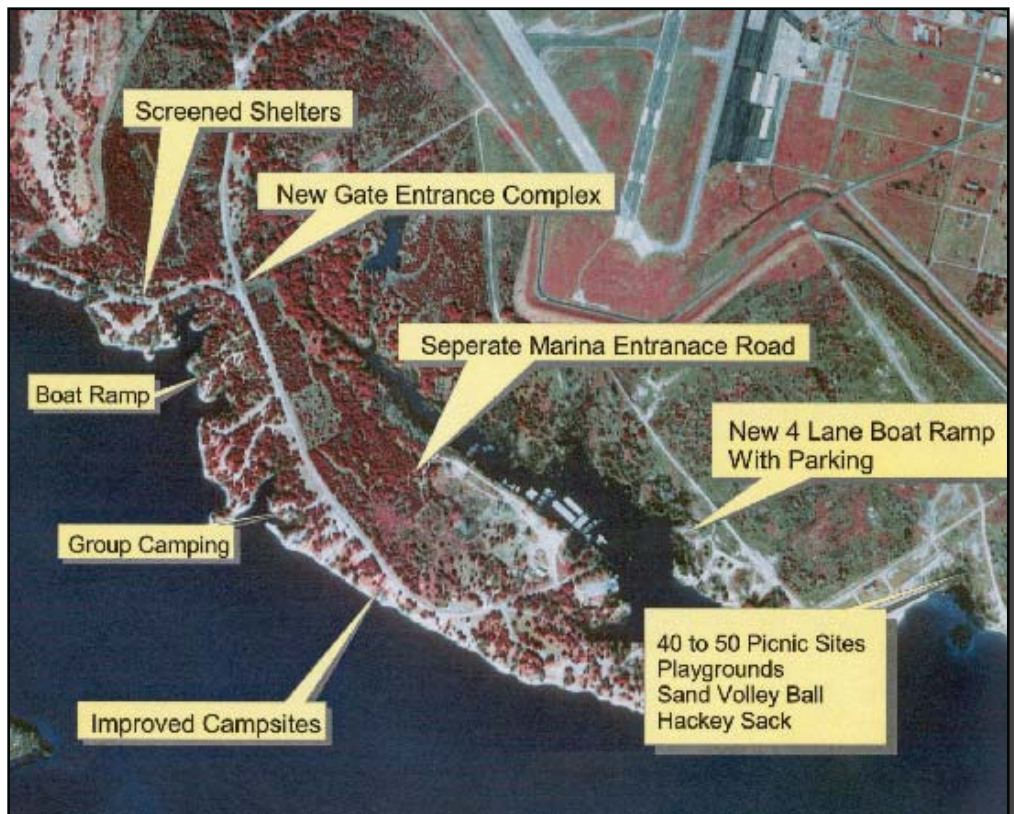 Screened Shelters
New Gate Entrance Complex
Seperate Marina Entranace Road
Boat Ramp
New 4 Lane Boat Ramp
With Parking
Group Camping
40 to 50 Picnic Sites
Playgrounds
Sand Volley Ball
Hackey Sack
Improved Campsites